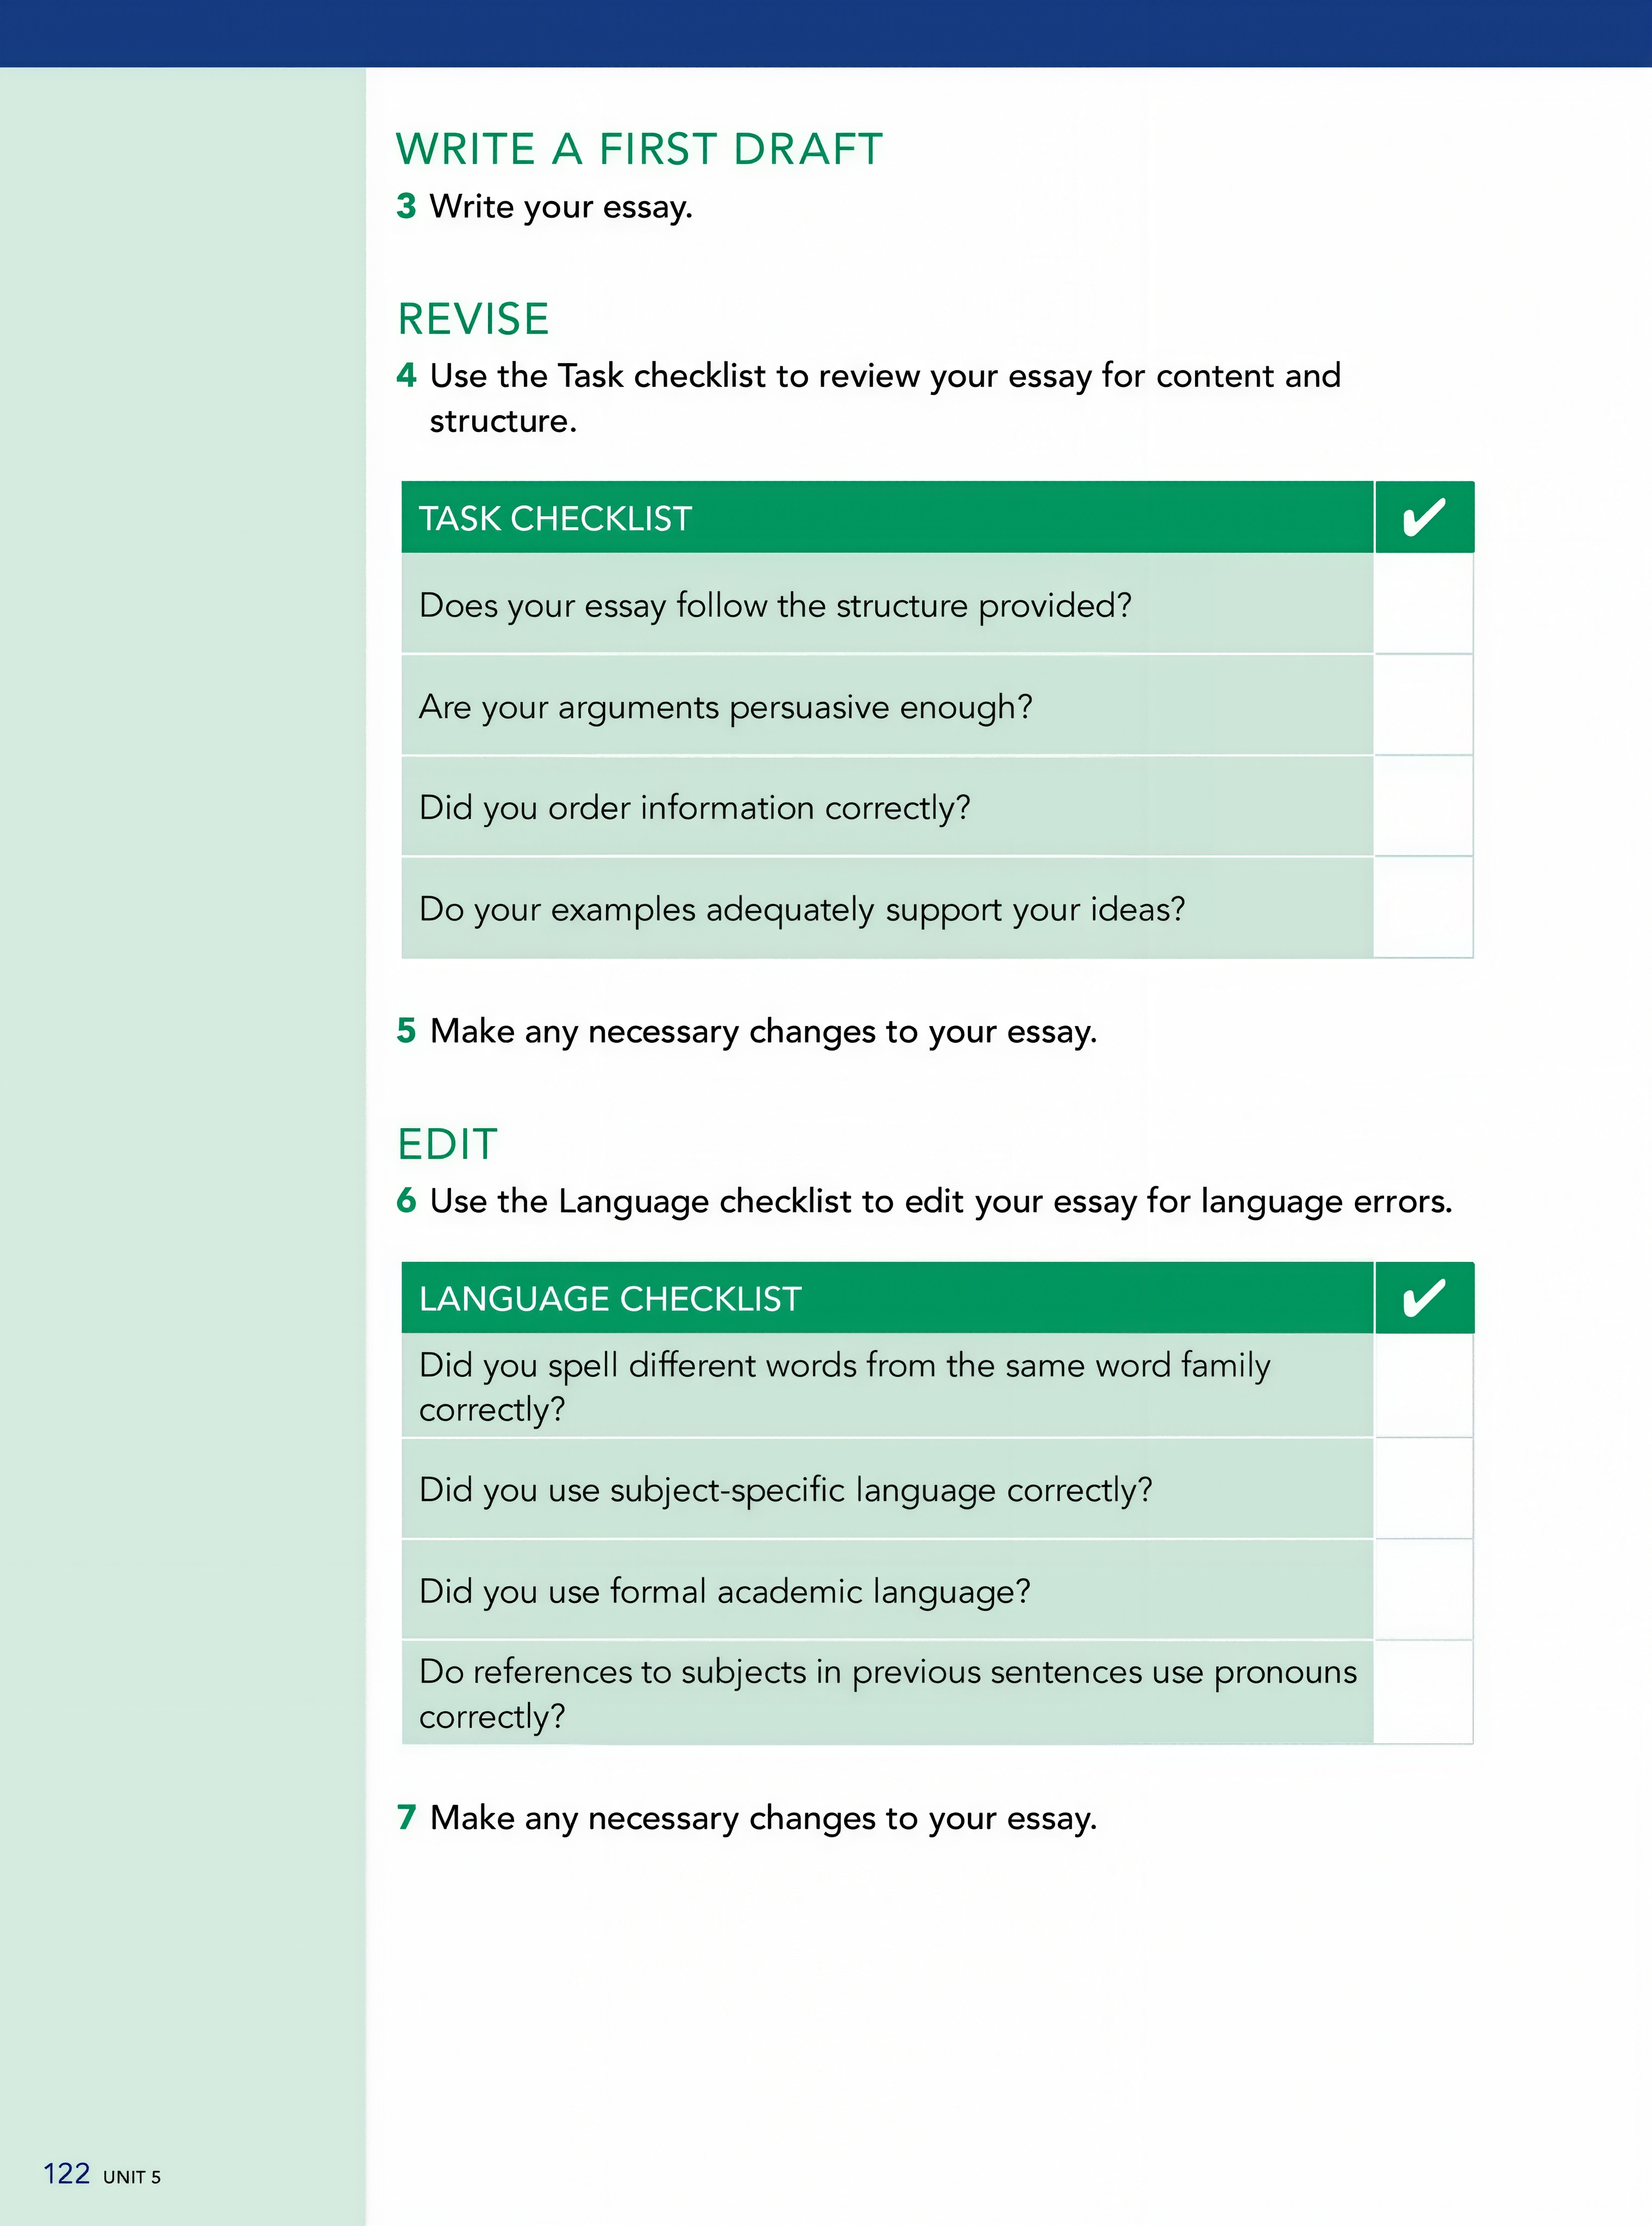 WRITE A FIRST DRAFT
3 Write your essay.
REVISE
4 Use the Task checklist to review your essay for content and
structure.
TASK CHECKLIST ✔
Does your essay follow the structure provided?
Are your arguments persuasive enough?
Did you order information correctly?
Do your examples adequately support your ideas?
5 Make any necessary changes to your essay.
EDIT
6 Use the Language checklist to edit your essay for language errors.
LANGUAGE CHECKLIST ✔
Did you spell different words from the same word family
correctly?
Did you use subject-specific language correctly?
Did you use formal academic language?
Do references to subjects in previous sentences use pronouns
correctly?
7 Make any necessary changes to your essay.
122 UNIT 5